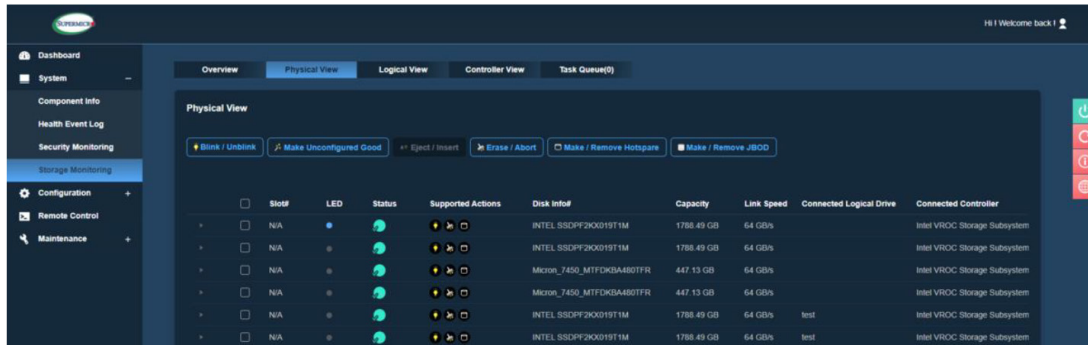 SUPERMICR
Hi ! Welcome back !
Dashboard
System −
Component Info
Health Event Log
Security Monitoring
Storage Monitoring
Configuration +
Remote Control
Maintenance +
Overview Physical View Logical View Controller View Task Queue(0)
Physical View
Blink / Unblink Make Unconfigured Good Eject / Insert Erase / Abort Make / Remove Hotspare Make / Remove JBOD
Slot# LED Status Supported Actions Disk Info# Capacity Link Speed Connected Logical Drive Connected Controller
N/A INTEL SSDPF2KX019T1M 1788.49 GB 64 GB/s Intel VROC Storage Subsystem
N/A INTEL SSDPF2KX019T1M 1788.49 GB 64 GB/s Intel VROC Storage Subsystem
N/A Micron_7450_MTFDKBA480TFR 447.13 GB 64 GB/s Intel VROC Storage Subsystem
N/A Micron_7450_MTFDKBA480TFR 447.13 GB 64 GB/s Intel VROC Storage Subsystem
N/A INTEL SSDPF2KX019T1M 1788.49 GB 64 GB/s test Intel VROC Storage Subsystem
N/A INTEL SSDPF2KX019T1M 1788.49 GB 64 GB/s test Intel VROC Storage Subsystem